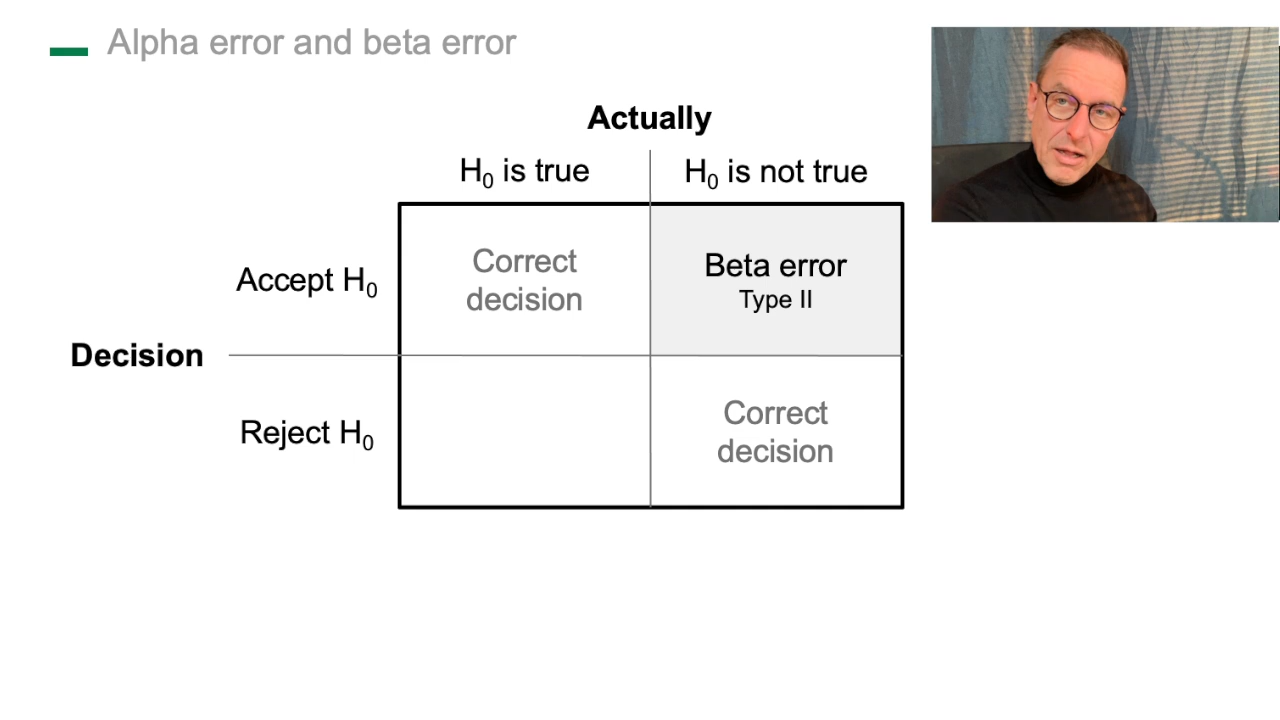 Alpha error and beta error
Actually
H₀ is true
H₀ is not true
Accept H₀
Correct
decision
Beta error
Type II
Decision
Reject H₀
Correct
decision